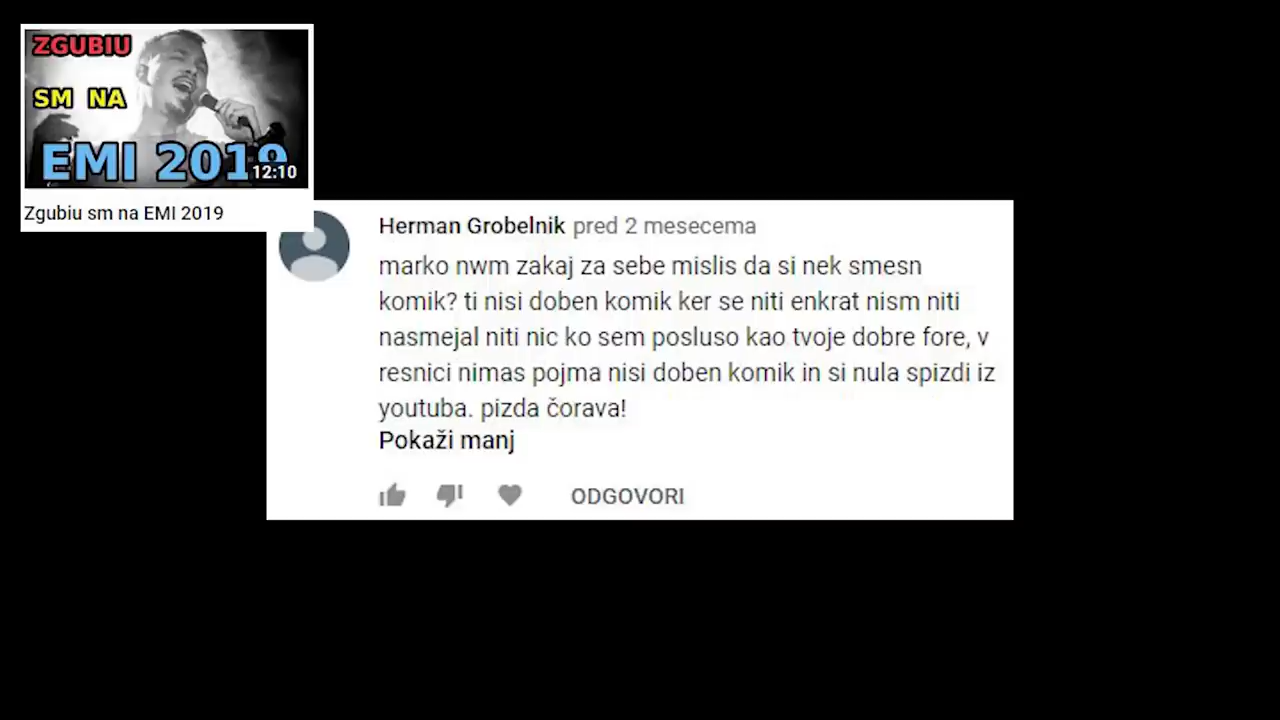 ZGUBIU
SM NA
EMI 2019
12:10
Zgubiu sm na EMI 2019
Herman Grobelnik pred 2 mesecema
marko nwm zakaj za sebe mislis da si nek smesn
komik? ti nisi doben komik ker se niti enkrat nism niti
nasmejal niti nic ko sem posluso kao tvoje dobre fore, v
resnici nimas pojma nisi doben komik in si nula spizdi iz
youtuba. pizda čorava!
Pokaži manj
ODGOVORI